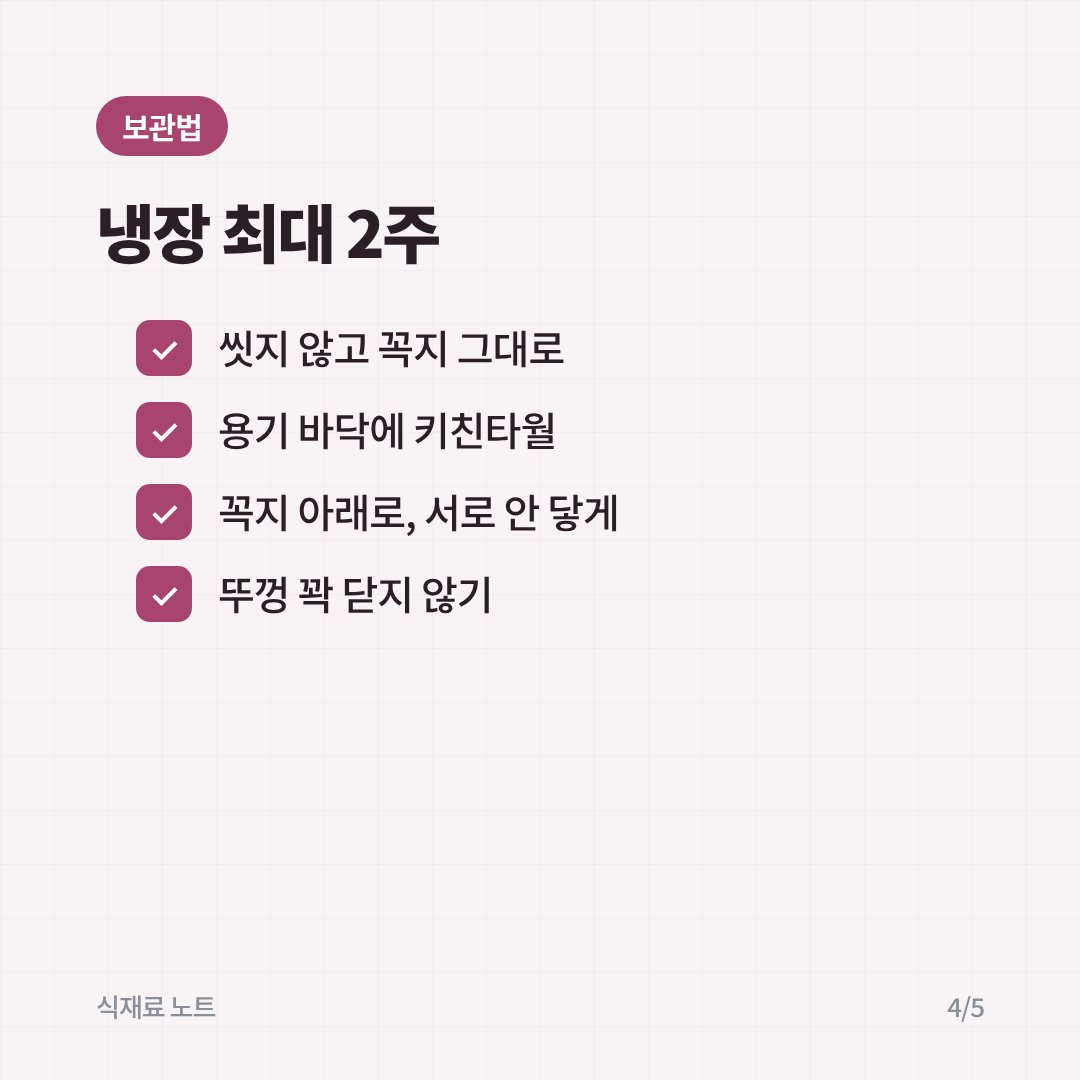 보관법
냉장 최대 2주
씻지 않고 꼭지 그대로
용기 바닥에 키친타월
꼭지 아래로, 서로 안 닿게
뚜껑 꽉 닫지 않기
식재료 노트
4/5